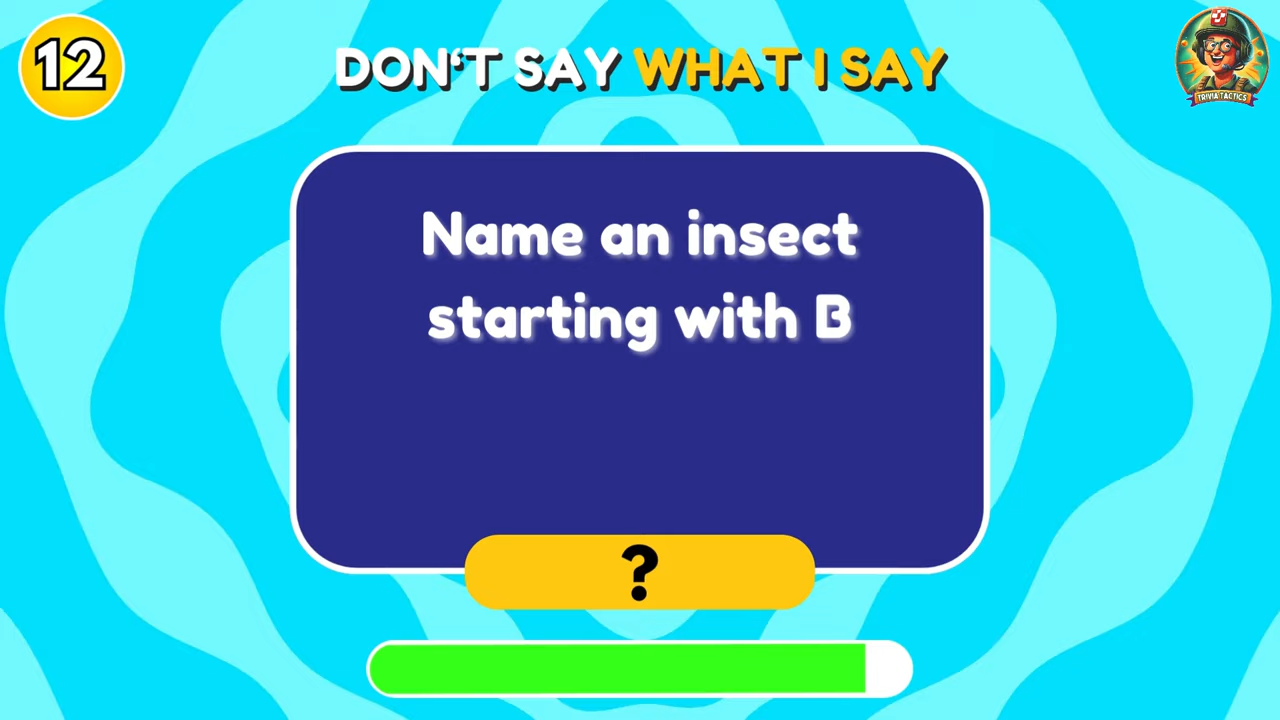 12
DON‘T SAY WHAT I SAY
TRIVIA TACTICS
Name an insect
starting with B
?